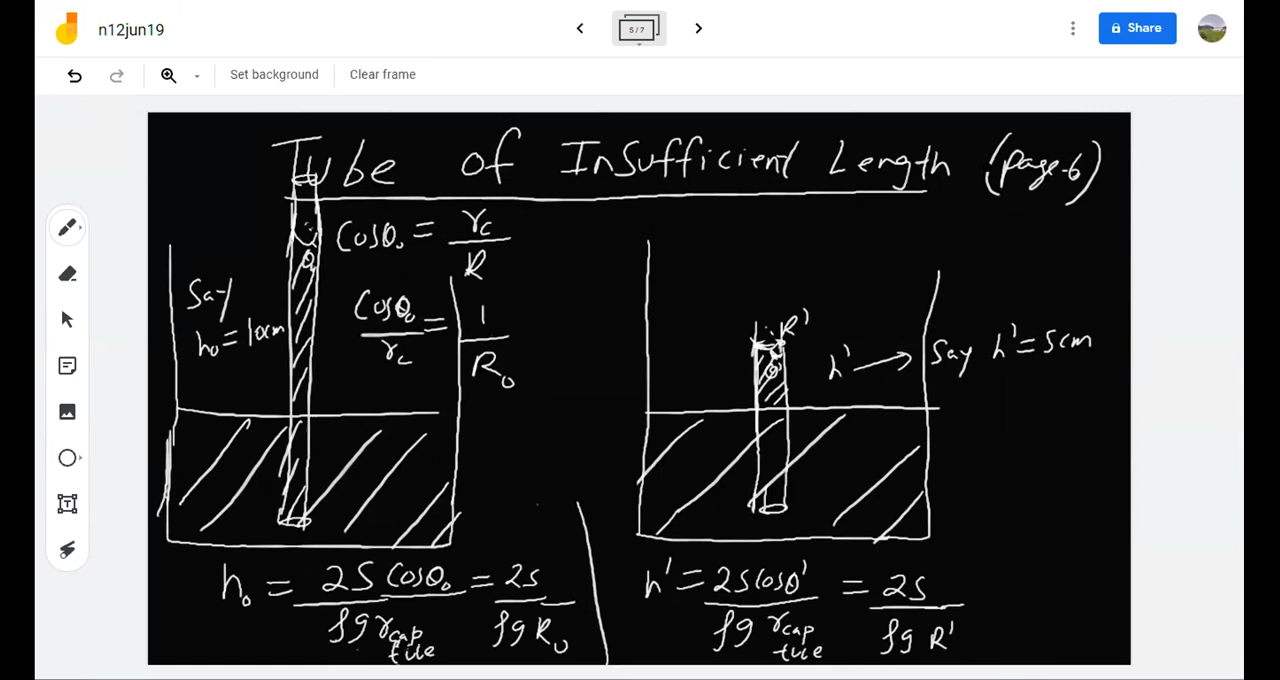 n12jun19
5/7
Share
Set background
Clear frame
Tube of InSufficient Length (page-6)
Cosθ₀ = r_c / R
Say
h₀ = 10cm
Cosθ₀ / r_c = 1 / R₀
R'
θ'
h' → Say h' = 5cm
h₀ = 2S Cosθ₀ / ρg r_cap tube = 2S / ρg R₀
h' = 2S Cosθ' / ρg r_cap tube = 2S / ρg R'